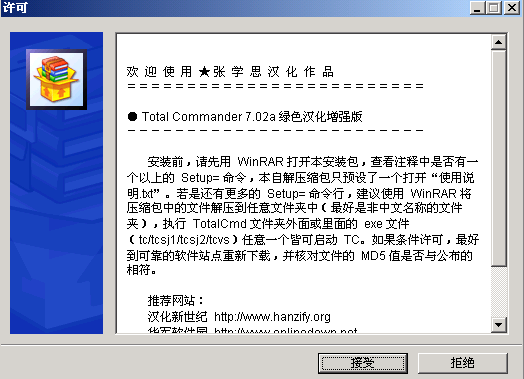 许可
欢 迎 使 用 ★ 张 学 思 汉 化 作 品
= = = = = = = = = = = = = = = = = = = = = = = = = =
● Total Commander 7.02a 绿色汉化增强版
- - - - - - - - - - - - - - - - - - - - - - - - - -
安装前，请先用 WinRAR 打开本安装包，查看注释中是否有一
个以上的 Setup= 命令，本自解压缩包只预设了一个打开“使用说
明.txt”。若是还有更多的 Setup= 命令行，建议使用 WinRAR 将
压缩包中的文件解压到任意文件夹中（最好是非中文名称的文件
夹），执行 TotalCmd 文件夹外面或里面的 exe 文件
（tc/tcsj1/tcsj2/tcvs）任意一个皆可启动 TC。如果条件许可，最好
到可靠的软件站点重新下载，并核对文件的 MD5 值是否与公布的
相符。
推荐网站：
汉化新世纪 http://www.hanzify.org
华军软件园 http://www.onlinedown.net
接受
拒绝